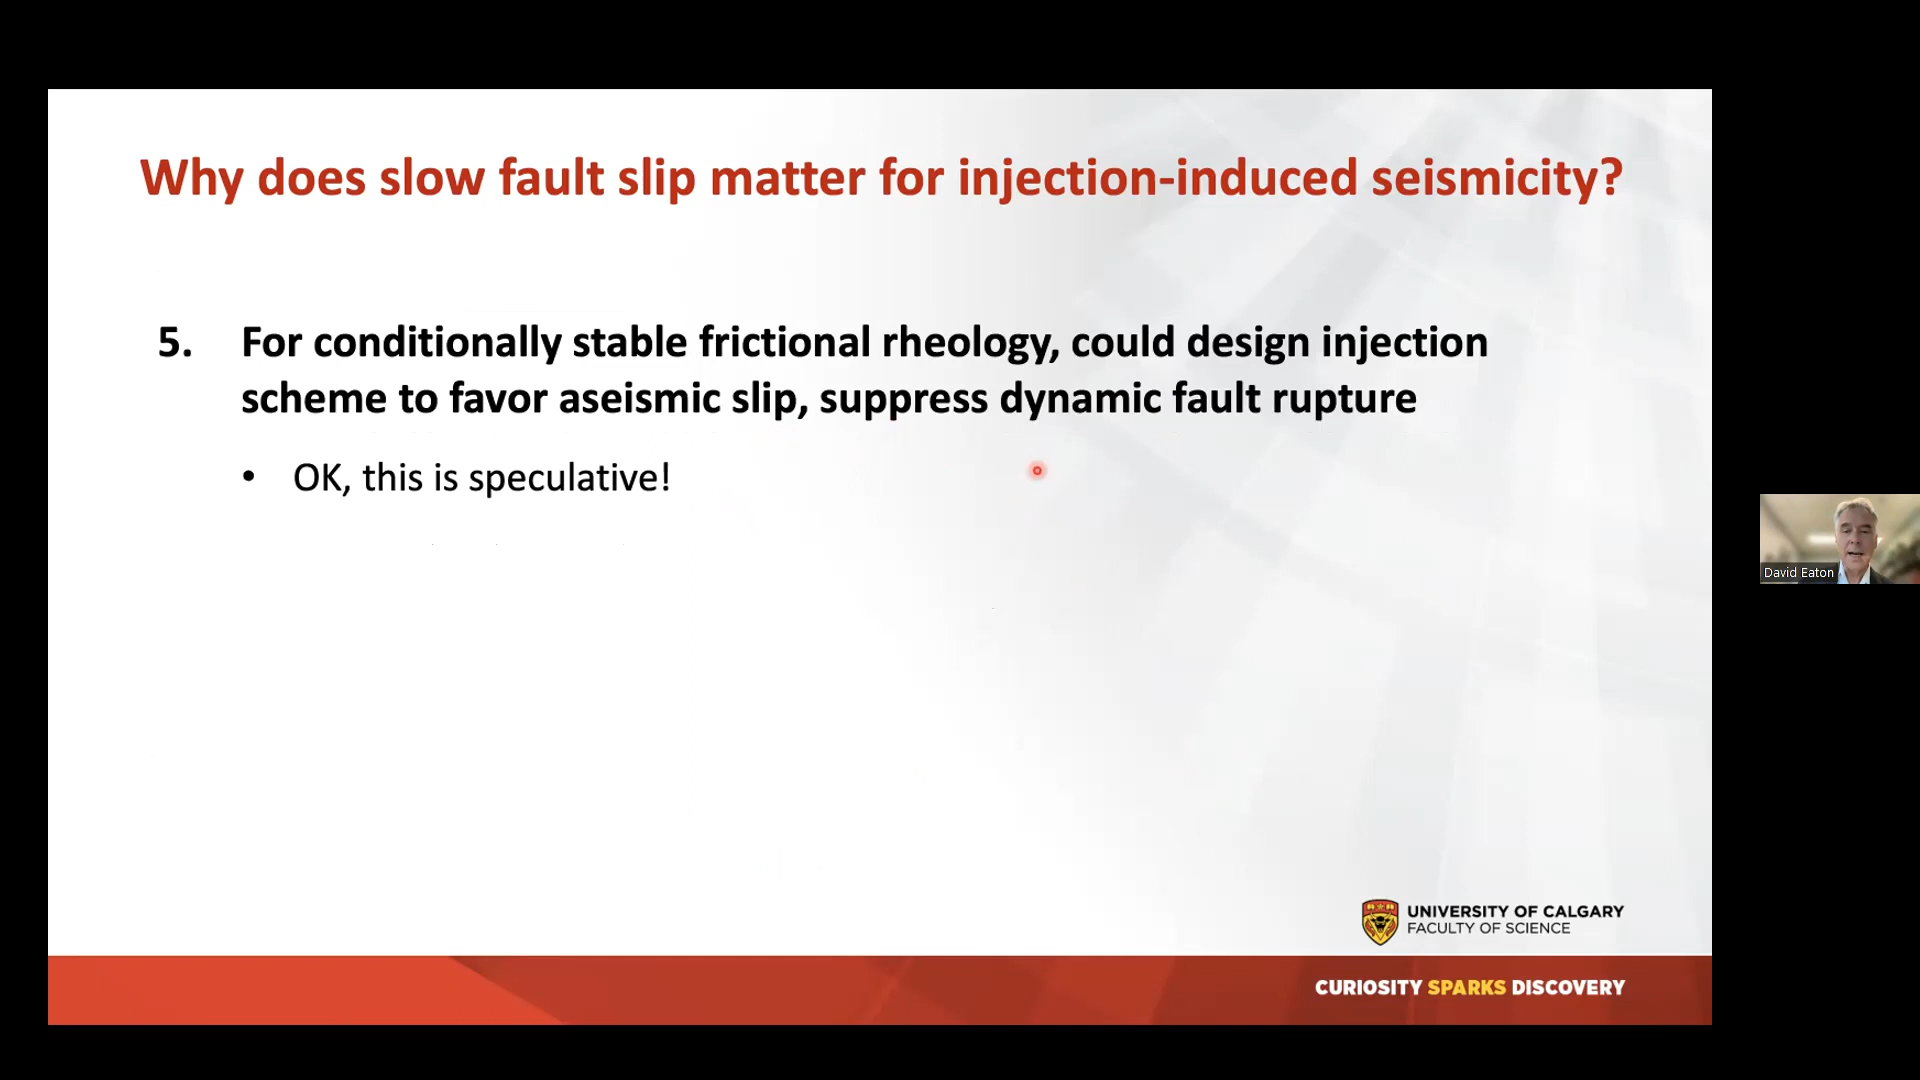 Why does slow fault slip matter for injection-induced seismicity?
5. For conditionally stable frictional rheology, could design injection
scheme to favor aseismic slip, suppress dynamic fault rupture
• OK, this is speculative!
David Eaton
UNIVERSITY OF CALGARY
FACULTY OF SCIENCE
CURIOSITY SPARKS DISCOVERY